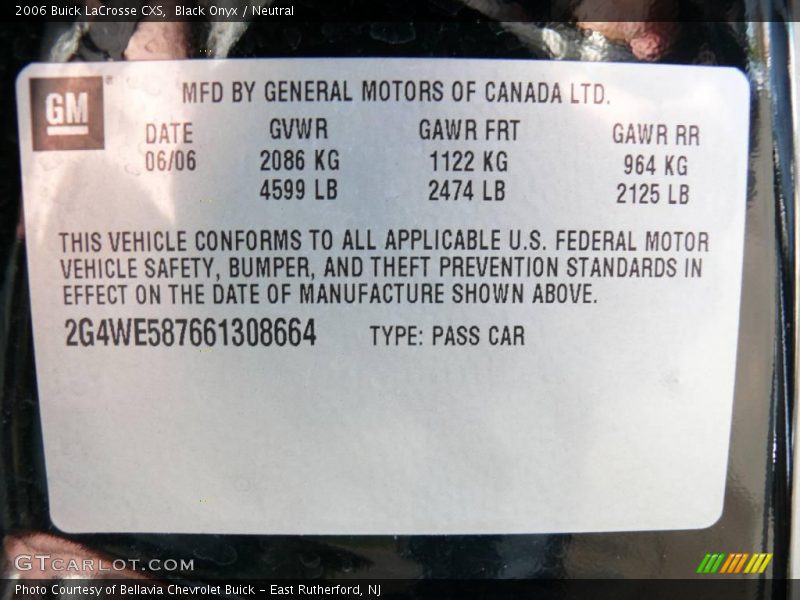 2006 Buick LaCrosse CXS,  Black Onyx / Neutral
GM
MFD BY GENERAL MOTORS OF CANADA LTD.
DATE GVWR GAWR FRT GAWR RR
06/06 2086 KG 1122 KG 964 KG
4599 LB 2474 LB 2125 LB
THIS VEHICLE CONFORMS TO ALL APPLICABLE U.S. FEDERAL MOTOR
VEHICLE SAFETY, BUMPER, AND THEFT PREVENTION STANDARDS IN
EFFECT ON THE DATE OF MANUFACTURE SHOWN ABOVE.
2G4WE587661308664 TYPE: PASS CAR
GTCARLOT.COM
Photo Courtesy of Bellavia Chevrolet Buick – East Rutherford, NJ